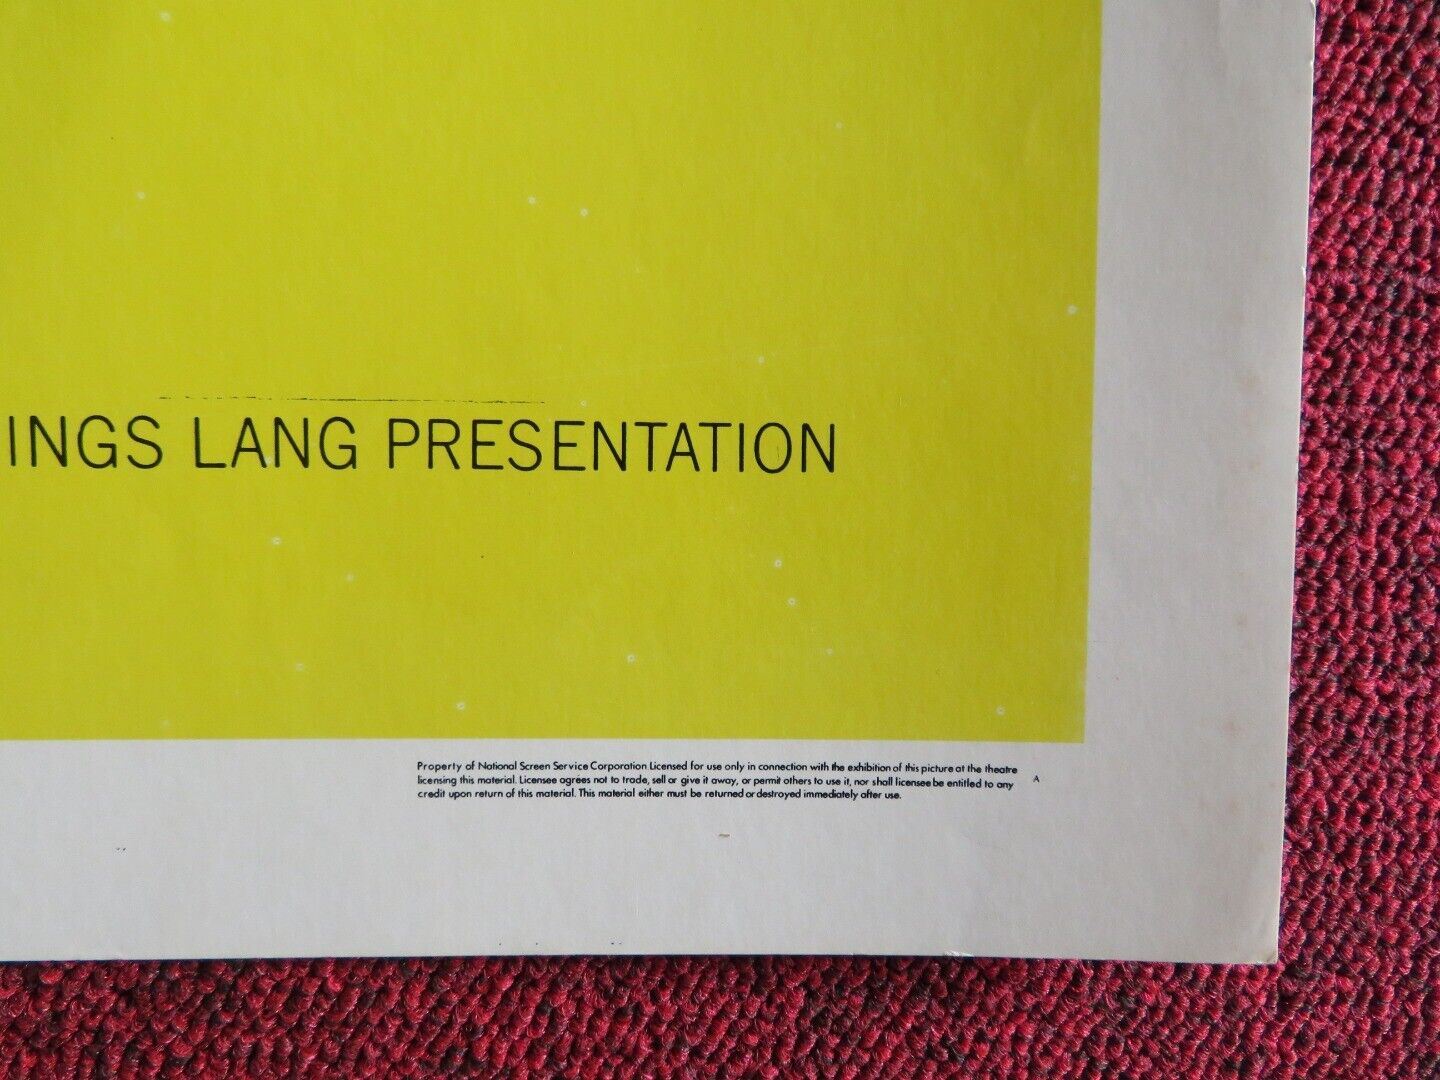 INGS LANG PRESENTATION
Property of National Screen Service Corporation Licensed for use only in connection with the exhibition of this picture at the theatre
licensing this material. Licensee agrees not to trade, sell or give it away, or permit others to use it, nor shall licensee be entitled to any
credit upon return of this material. This material either must be returned or destroyed immediately after use.
A